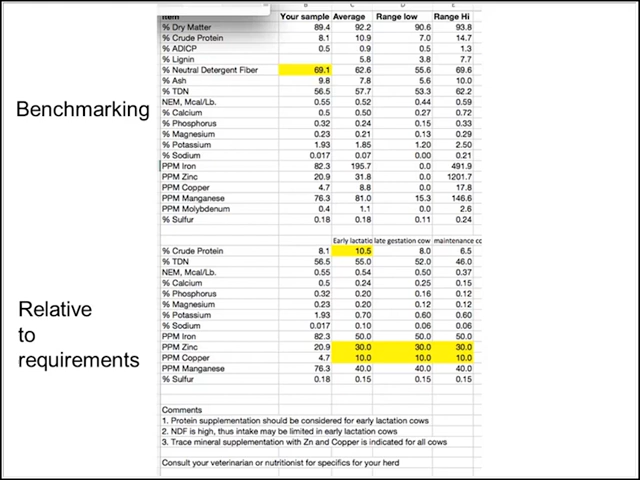 Item Your sample Average Range low Range Hi
% Dry Matter 89.4 92.2 90.6 93.8
% Crude Protein 8.1 10.9 7.0 14.7
% ADICP 0.5 0.9 0.5 1.3
% Lignin 5.8 3.8 7.7
% Neutral Detergent Fiber 69.1 62.6 55.6 69.6
% Ash 9.8 7.8 5.6 10.0
% TDN 56.5 57.7 53.3 62.2
NEM, Mcal/Lb. 0.55 0.52 0.44 0.59
% Calcium 0.5 0.50 0.27 0.72
% Phosphorus 0.32 0.24 0.15 0.33
% Magnesium 0.23 0.21 0.13 0.29
% Potassium 1.93 1.85 1.20 2.50
% Sodium 0.017 0.07 0.00 0.21
PPM Iron 82.3 195.7 0.0 491.9
PPM Zinc 20.9 31.8 0.0 1201.7
PPM Copper 4.7 8.8 0.0 17.8
PPM Manganese 76.3 81.0 15.3 146.6
PPM Molybdenum 0.4 1.1 0.0 2.6
% Sulfur 0.18 0.18 0.11 0.24
Benchmarking
Early lactatio late gestation cow maintenance co
% Crude Protein 8.1 10.5 8.0 6.5
% TDN 56.5 55.0 52.0 46.0
NEM, Mcal/Lb. 0.55 0.54 0.50 0.37
% Calcium 0.5 0.24 0.25 0.15
% Phosphorus 0.32 0.20 0.16 0.12
% Magnesium 0.23 0.20 0.12 0.12
% Potassium 1.93 0.70 0.60 0.60
% Sodium 0.017 0.10 0.06 0.06
PPM Iron 82.3 50.0 50.0 50.0
PPM Zinc 20.9 30.0 30.0 30.0
PPM Copper 4.7 10.0 10.0 10.0
PPM Manganese 76.3 40.0 40.0 40.0
% Sulfur 0.18 0.15 0.15 0.15
Relative
to
requirements
Comments
1. Protein supplementation should be considered for early lactation cows
2. NDF is high, thus intake may be limited in early lactation cows
3. Trace mineral supplementation with Zn and Copper is indicated for all cows
Consult your veterinarian or nutritionist for specifics for your herd